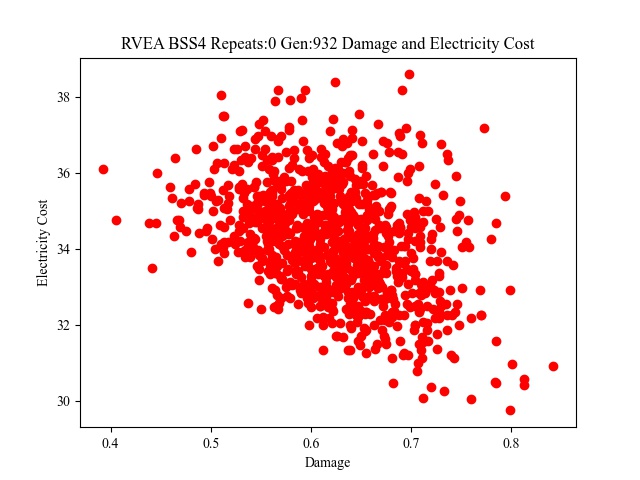 RVEA BSS4 Repeats:0 Gen:932 Damage and Electricity Cost
38
36
34
32
30
Electricity Cost
0.4 0.5 0.6 0.7 0.8
Damage